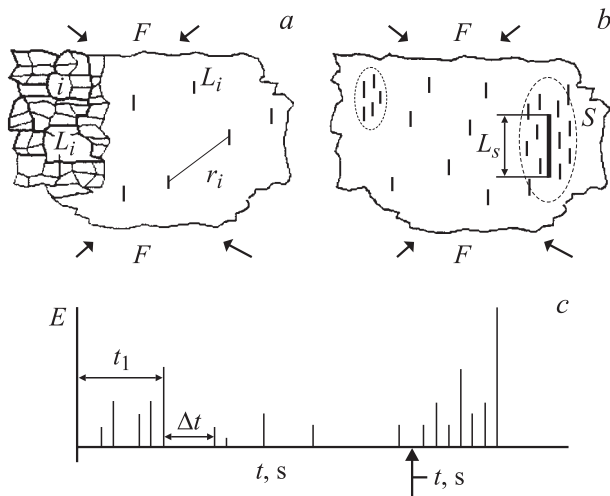 F a
i
L_i
L_i
r_i
F
F b
S
L_s
F
E c
t_1
Δt
t, s
t, s